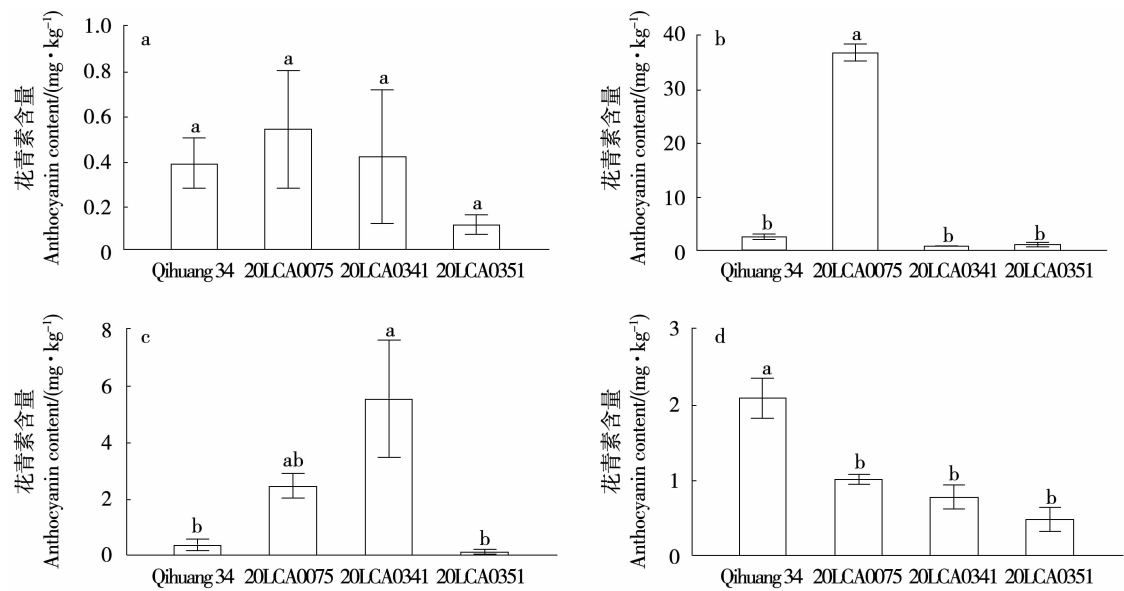 花青素含量
Anthocyanin content/(mg·kg⁻¹)
a
1.0
0.8
0.6
0.4
0.2
0
a
a
a
a
Qihuang 34 20LCA0075 20LCA0341 20LCA0351
花青素含量
Anthocyanin content/(mg·kg⁻¹)
b
40
30
20
10
0
b
a
b
b
Qihuang 34 20LCA0075 20LCA0341 20LCA0351
花青素含量
Anthocyanin content/(mg·kg⁻¹)
c
8
6
4
2
0
b
ab
a
b
Qihuang 34 20LCA0075 20LCA0341 20LCA0351
花青素含量
Anthocyanin content/(mg·kg⁻¹)
d
3
2
1
0
a
b
b
b
Qihuang 34 20LCA0075 20LCA0341 20LCA0351